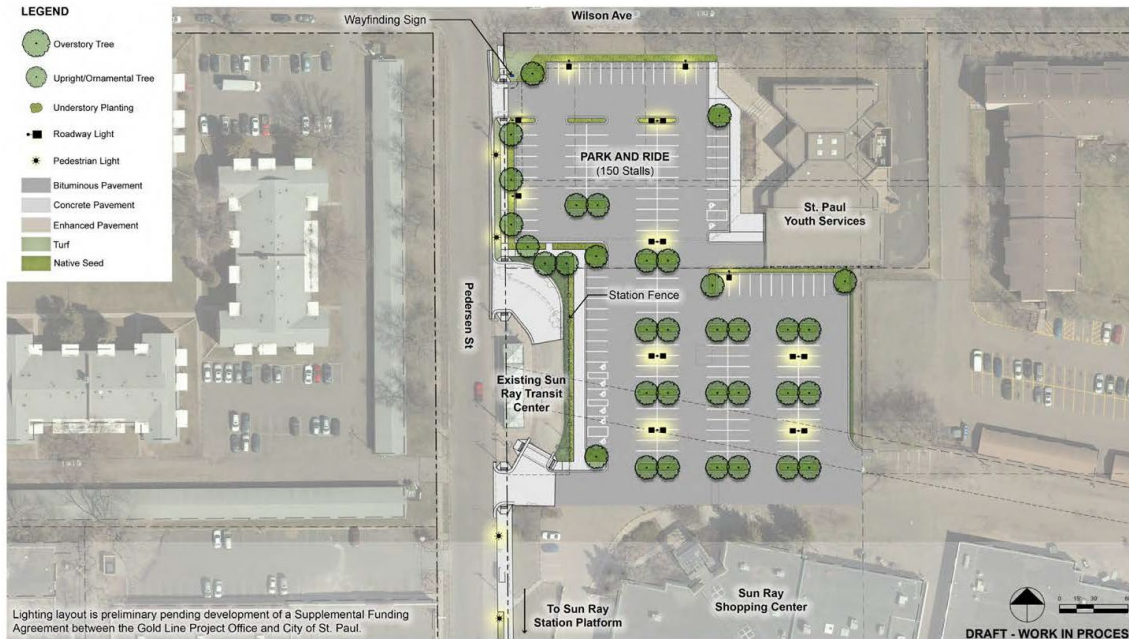 LEGEND
Overstory Tree
Upright/Ornamental Tree
Understory Planting
Roadway Light
Pedestrian Light
Bituminous Pavement
Concrete Pavement
Enhanced Pavement
Turf
Native Seed
Wayfinding Sign
Wilson Ave
PARK AND RIDE
(150 Stalls)
St. Paul
Youth Services
Pedersen St
Station Fence
Existing Sun
Ray Transit
Center
To Sun Ray
Station Platform
Sun Ray
Shopping Center
Lighting layout is preliminary pending development of a Supplemental Funding
Agreement between the Gold Line Project Office and City of St. Paul.
0 15 30
DRAFT - WORK IN PROCES